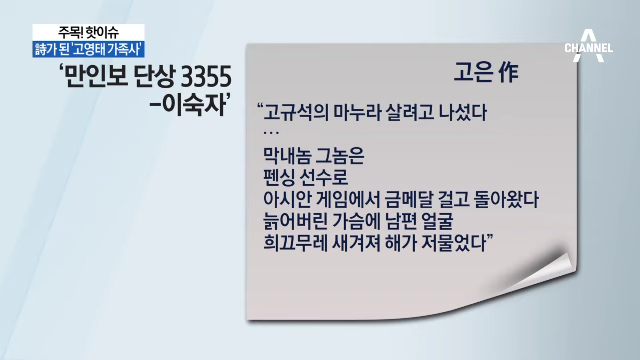 주목! 핫이슈
詩가 된 '고영태 가족사'
CHANNEL A
‘만인보 단상 3355
-이숙자’
고은 作
“고규석의 마누라 살려고 나섰다
…
막내놈 그놈은
펜싱 선수로
아시안 게임에서 금메달 걸고 돌아왔다
늙어버린 가슴에 남편 얼굴
희끄무레 새겨져 해가 저물었다”